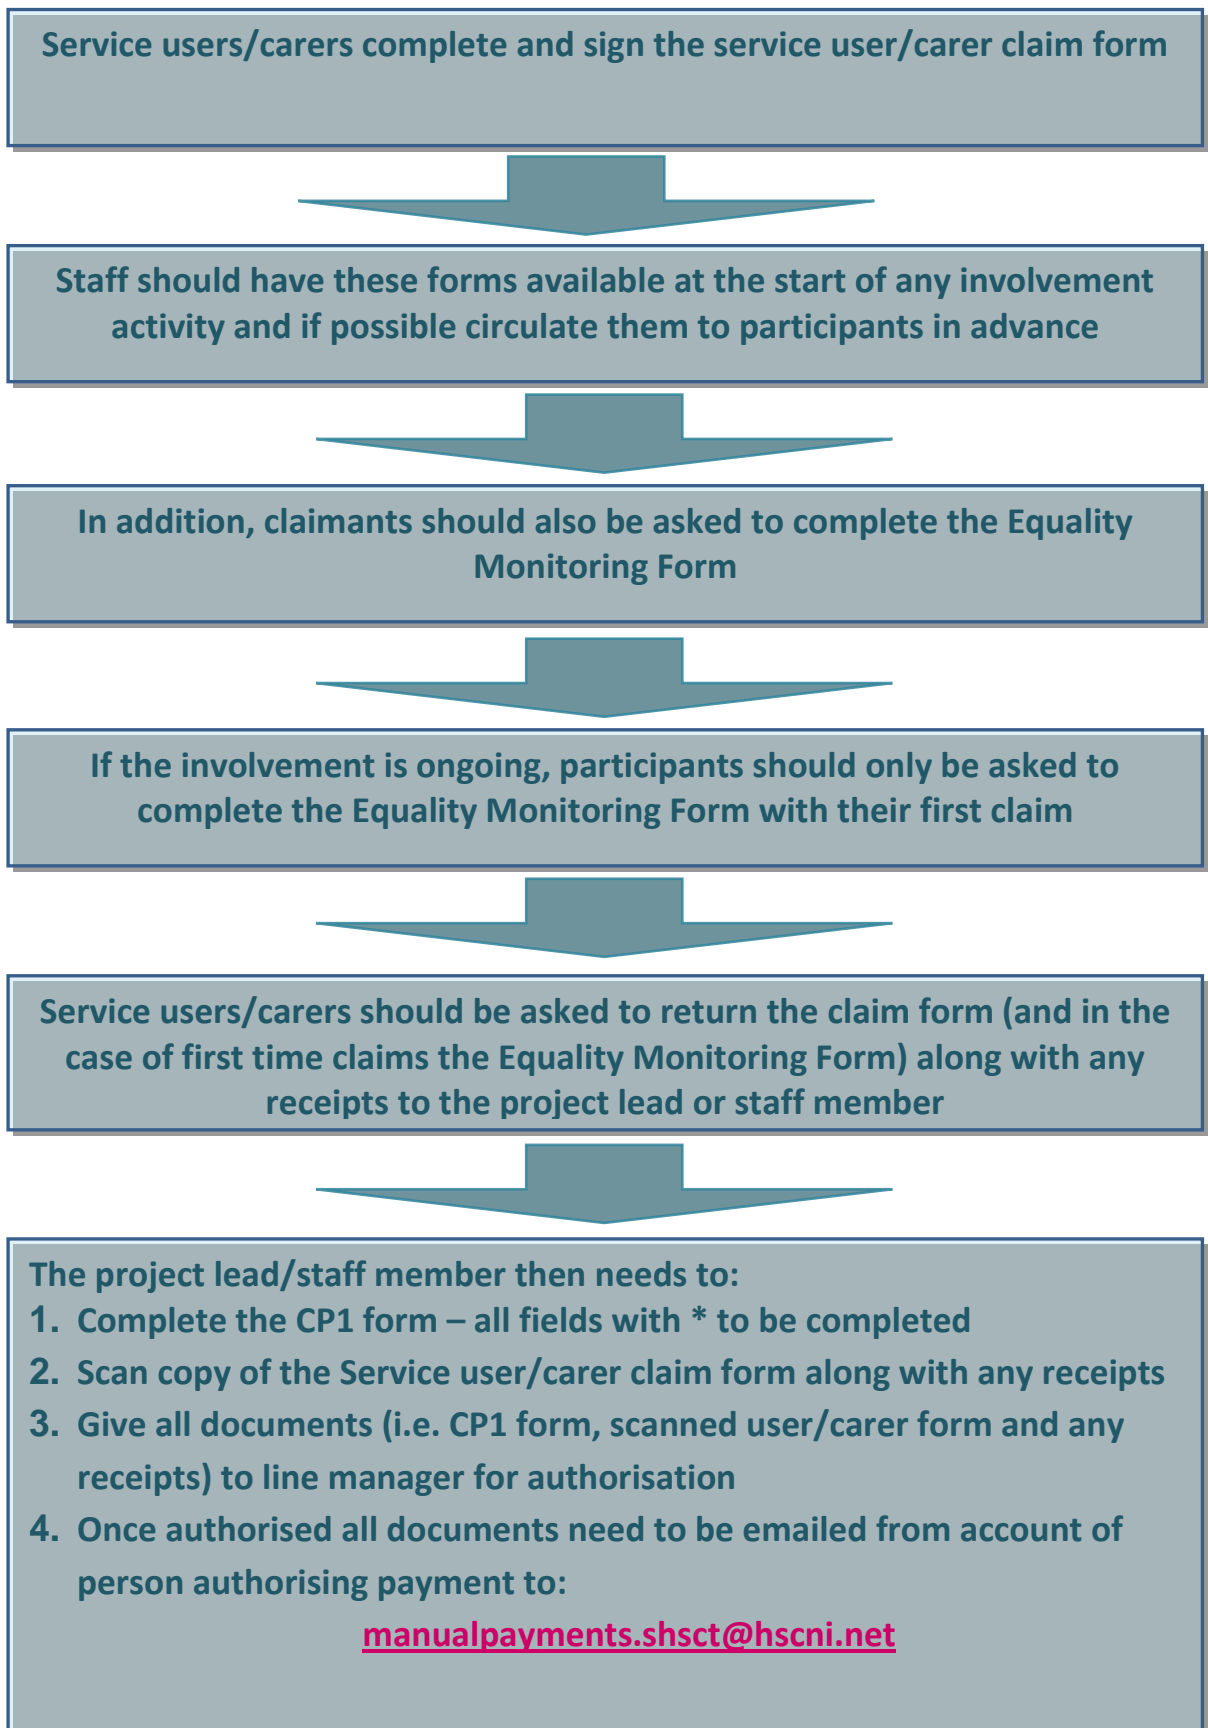 Service users/carers complete and sign the service user/carer claim form
Staff should have these forms available at the start of any involvement
activity and if possible circulate them to participants in advance
In addition, claimants should also be asked to complete the Equality
Monitoring Form
If the involvement is ongoing, participants should only be asked to
complete the Equality Monitoring Form with their first claim
Service users/carers should be asked to return the claim form (and in the
case of first time claims the Equality Monitoring Form) along with any
receipts to the project lead or staff member
The project lead/staff member then needs to:
1. Complete the CP1 form – all fields with * to be completed
2. Scan copy of the Service user/carer claim form along with any receipts
3. Give all documents (i.e. CP1 form, scanned user/carer form and any
receipts) to line manager for authorisation
4. Once authorised all documents need to be emailed from account of
person authorising payment to:
manualpayments.shsct@hscni.net